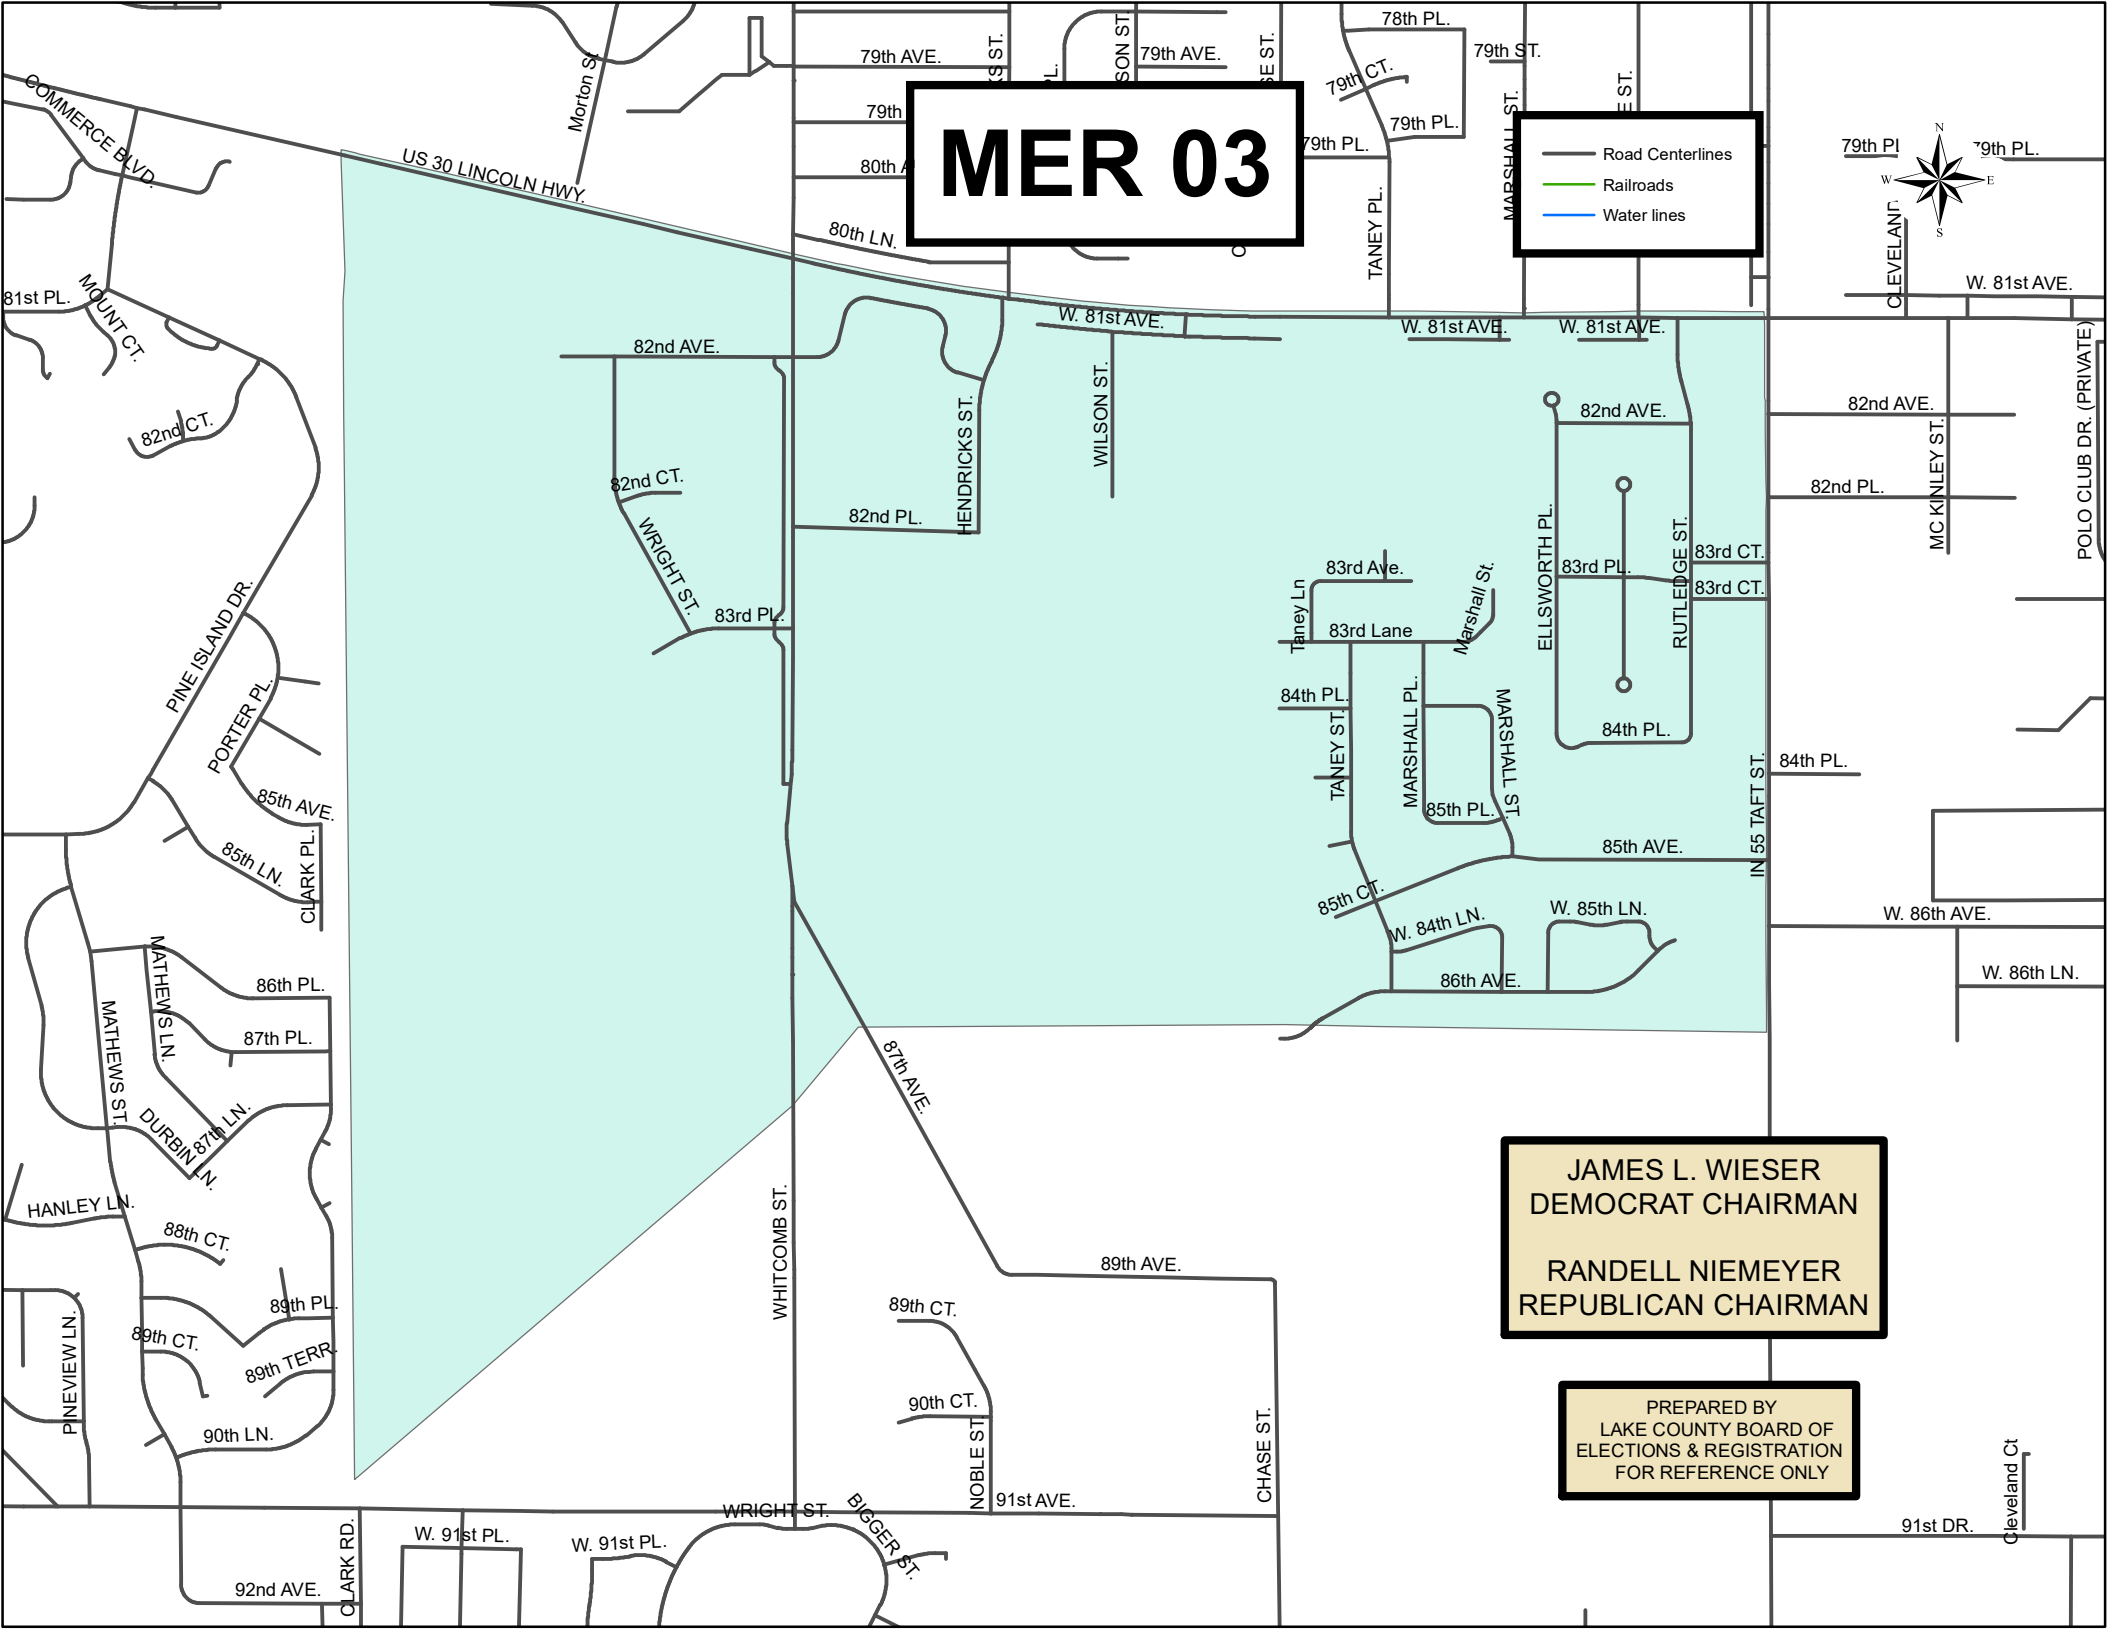 78th PL.
79th AVE.
79th AVE.
79th ST.
79th CT.
COMMERCE BLVD.
Morton St
79th
79th PL.
79th PL.
MER 03
MARSHALL ST.
Road Centerlines
Railroads
Water lines
79th PL.
N
W
E
S
US 30 LINCOLN HWY.
80th
80th LN.
TANEY PL.
CLEVELAND
W. 81st AVE.
81st PL.
MOUNT CT.
W. 81st AVE.
W. 81st AVE.
W. 81st AVE.
82nd AVE.
82nd CT.
HENDRICKS ST.
WILSON ST.
82nd AVE.
82nd AVE.
MC KINLEY ST.
POLO CLUB DR. (PRIVATE)
82nd CT.
82nd PL.
82nd PL.
WRIGHT ST.
83rd PL.
83rd Ave.
Taney Ln
83rd Lane
Marshall St.
ELLSWORTH PL.
83rd PL.
RUTLEDGE ST.
83rd CT.
83rd CT.
PINE ISLAND DR.
PORTER PL.
84th PL.
TANEY ST.
MARSHALL PL.
MARSHALL ST.
84th PL.
IN 55 TAFT ST.
84th PL.
85th AVE.
85th LN.
CLARK PL.
85th PL.
85th AVE.
85th CT.
W. 84th LN.
W. 85th LN.
W. 86th AVE.
86th AVE.
W. 86th LN.
MATHEWS LN.
86th PL.
MATHEWS ST.
87th PL.
87th AVE.
DURBIN LN.
87th LN.
HANLEY LN.
88th CT.
WHITCOMB ST.
89th AVE.
JAMES L. WIESER
DEMOCRAT CHAIRMAN
RANDELL NIEMEYER
REPUBLICAN CHAIRMAN
89th PL.
89th CT.
89th CT.
89th TERR.
PINEVIEW LN.
90th LN.
90th CT.
NOBLE ST.
CHASE ST.
PREPARED BY
LAKE COUNTY BOARD OF
ELECTIONS & REGISTRATION
FOR REFERENCE ONLY
91st AVE.
WRIGHT ST.
BIGGER ST.
Cleveland Ct
91st DR.
CLARK RD.
W. 91st PL.
W. 91st PL.
92nd AVE.